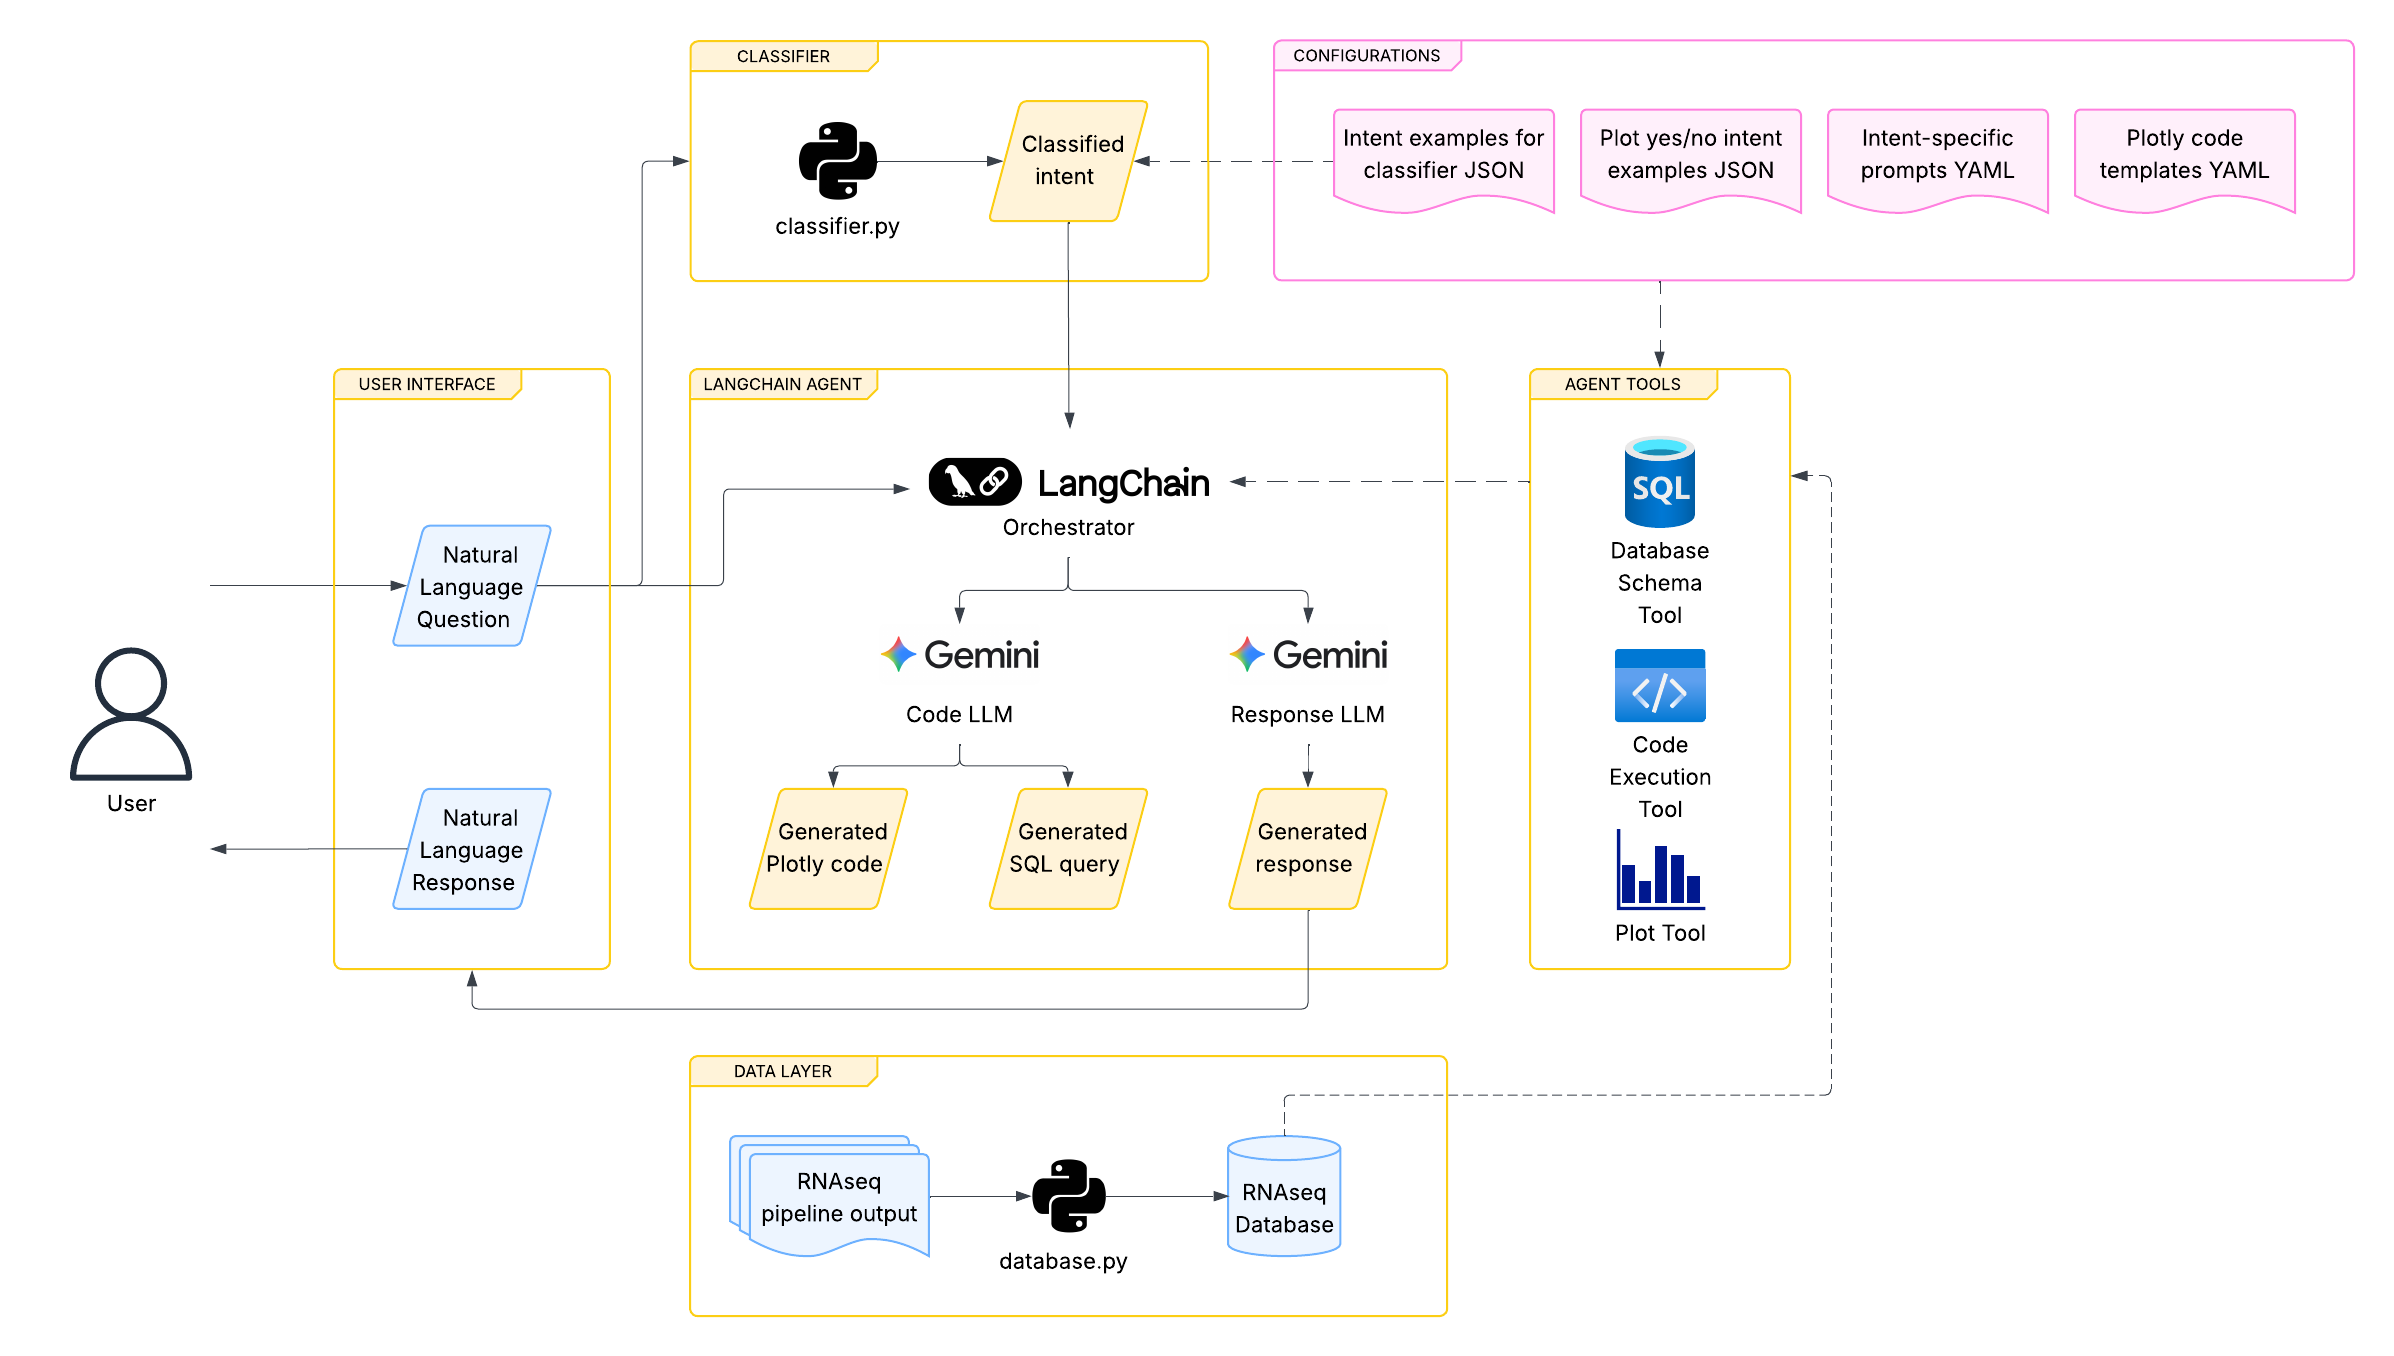 CLASSIFIER
classifier.py
Classified
intent
CONFIGURATIONS
Intent examples for
classifier JSON
Plot yes/no intent
examples JSON
Intent-specific
prompts YAML
Plotly code
templates YAML
User
USER INTERFACE
Natural
Language
Question
Natural
Language
Response
LANGCHAIN AGENT
LangChain
Orchestrator
Gemini
Code LLM
Gemini
Response LLM
Generated
Plotly code
Generated
SQL query
Generated
response
AGENT TOOLS
SQL
Database
Schema
Tool
</>
Code
Execution
Tool
Plot Tool
DATA LAYER
RNAseq
pipeline output
database.py
RNAseq
Database